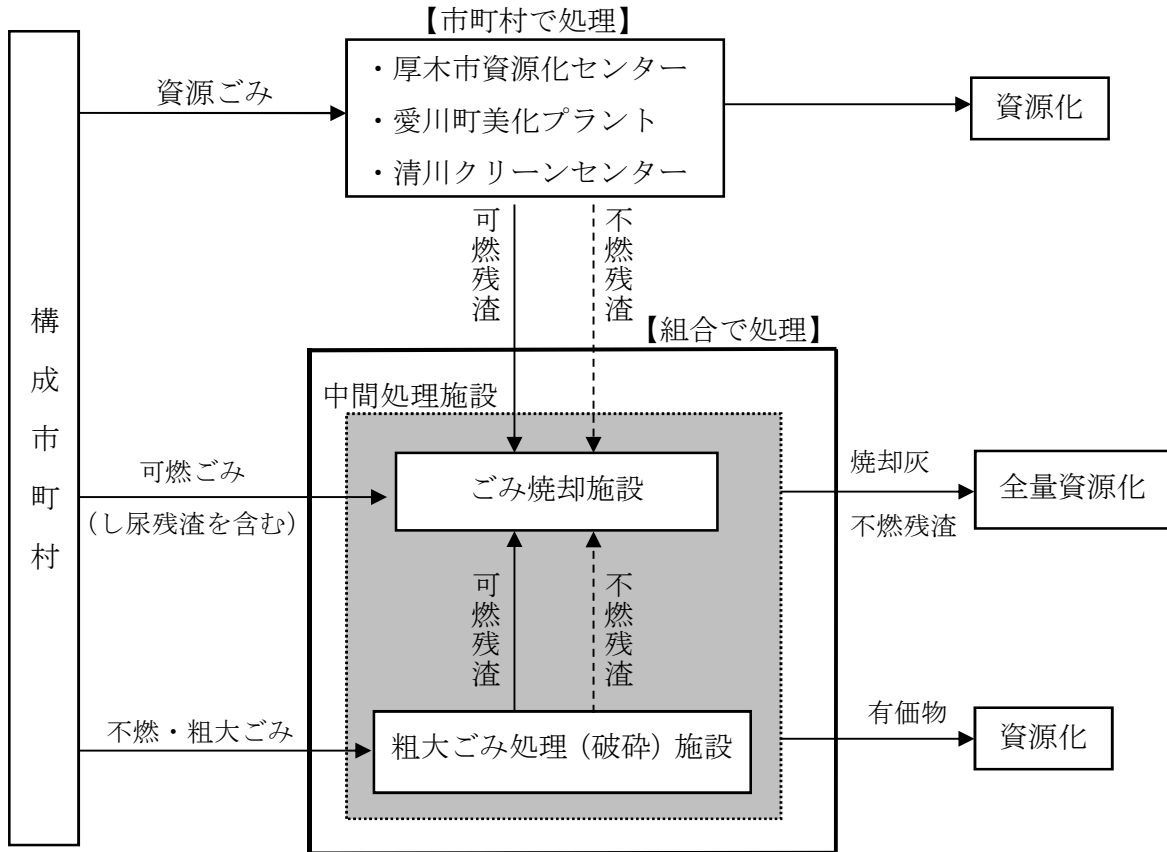 【市町村で処理】
・厚木市資源化センター
・愛川町美化プラント
・清川クリーンセンター
資源ごみ
資源化
可燃残渣
不燃残渣
構成市町村
【組合で処理】
中間処理施設
可燃ごみ
(し尿残渣を含む)
ごみ焼却施設
焼却灰
不燃残渣
全量資源化
可燃残渣
不燃残渣
不燃・粗大ごみ
粗大ごみ処理(破砕)施設
有価物
資源化